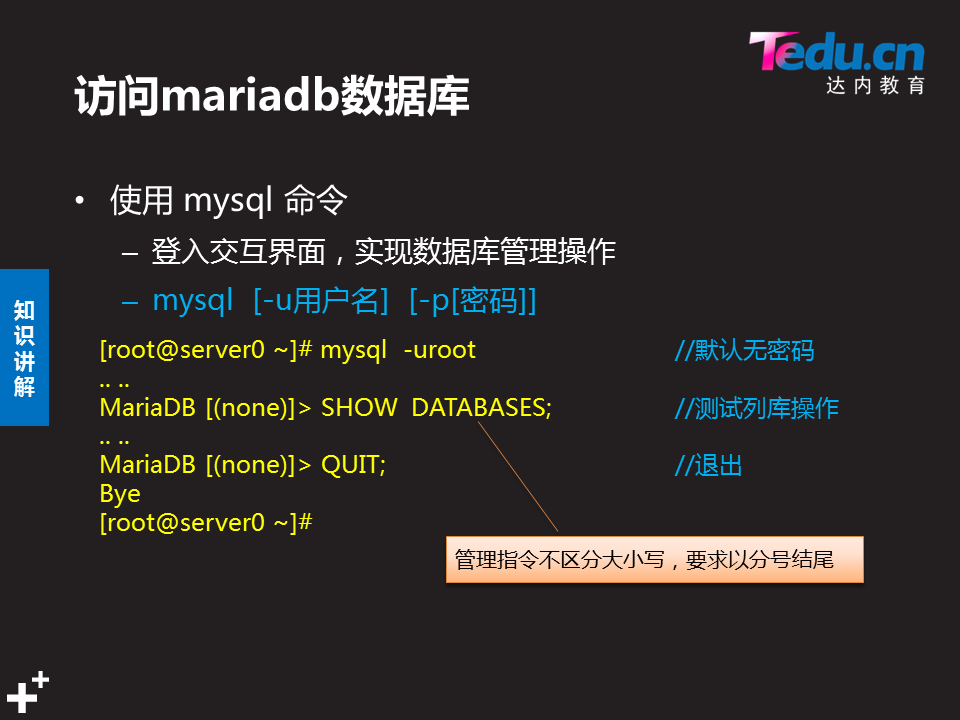 Tedu.cn
达内教育
访问mariadb数据库
• 使用 mysql 命令
– 登入交互界面，实现数据库管理操作
– mysql [-u用户名] [-p[密码]]
知识讲解
[root@server0 ~]# mysql -uroot //默认无密码
.. ..
MariaDB [(none)]> SHOW DATABASES; //测试列库操作
.. ..
MariaDB [(none)]> QUIT; //退出
Bye
[root@server0 ~]#
管理指令不区分大小写，要求以分号结尾